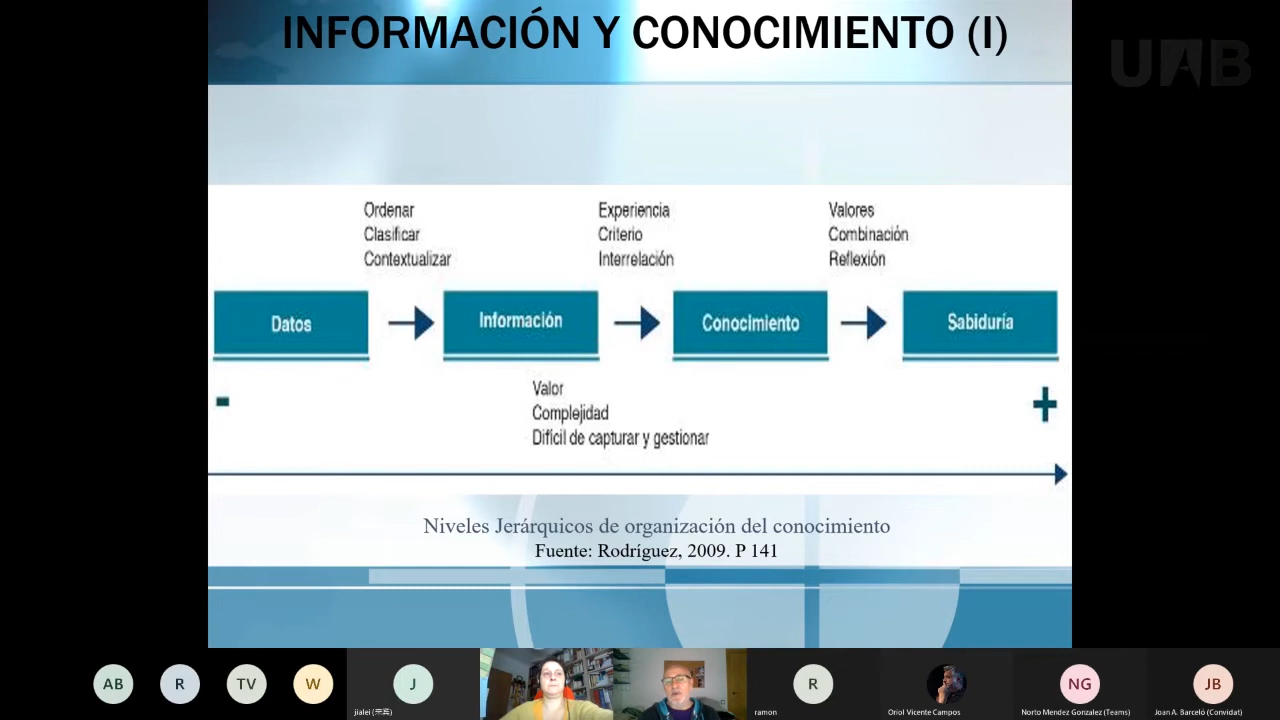 INFORMACIÓN Y CONOCIMIENTO (I)
UAB
Ordenar
Clasificar
Contextualizar
Experiencia
Criterio
Interrelación
Valores
Combinación
Reflexión
Datos
Información
Conocimiento
Sabiduría
-
+
Valor
Complejidad
Difícil de capturar y gestionar
Niveles Jerárquicos de organización del conocimiento
Fuente: Rodríguez, 2009. P 141
AB
R
TV
W
J
R
NG
JB
jialei
ramon
Oriol Vicente Campos
Norto Mendez Gonzalez (Teams)
Joan A. Barceló (Convidat)